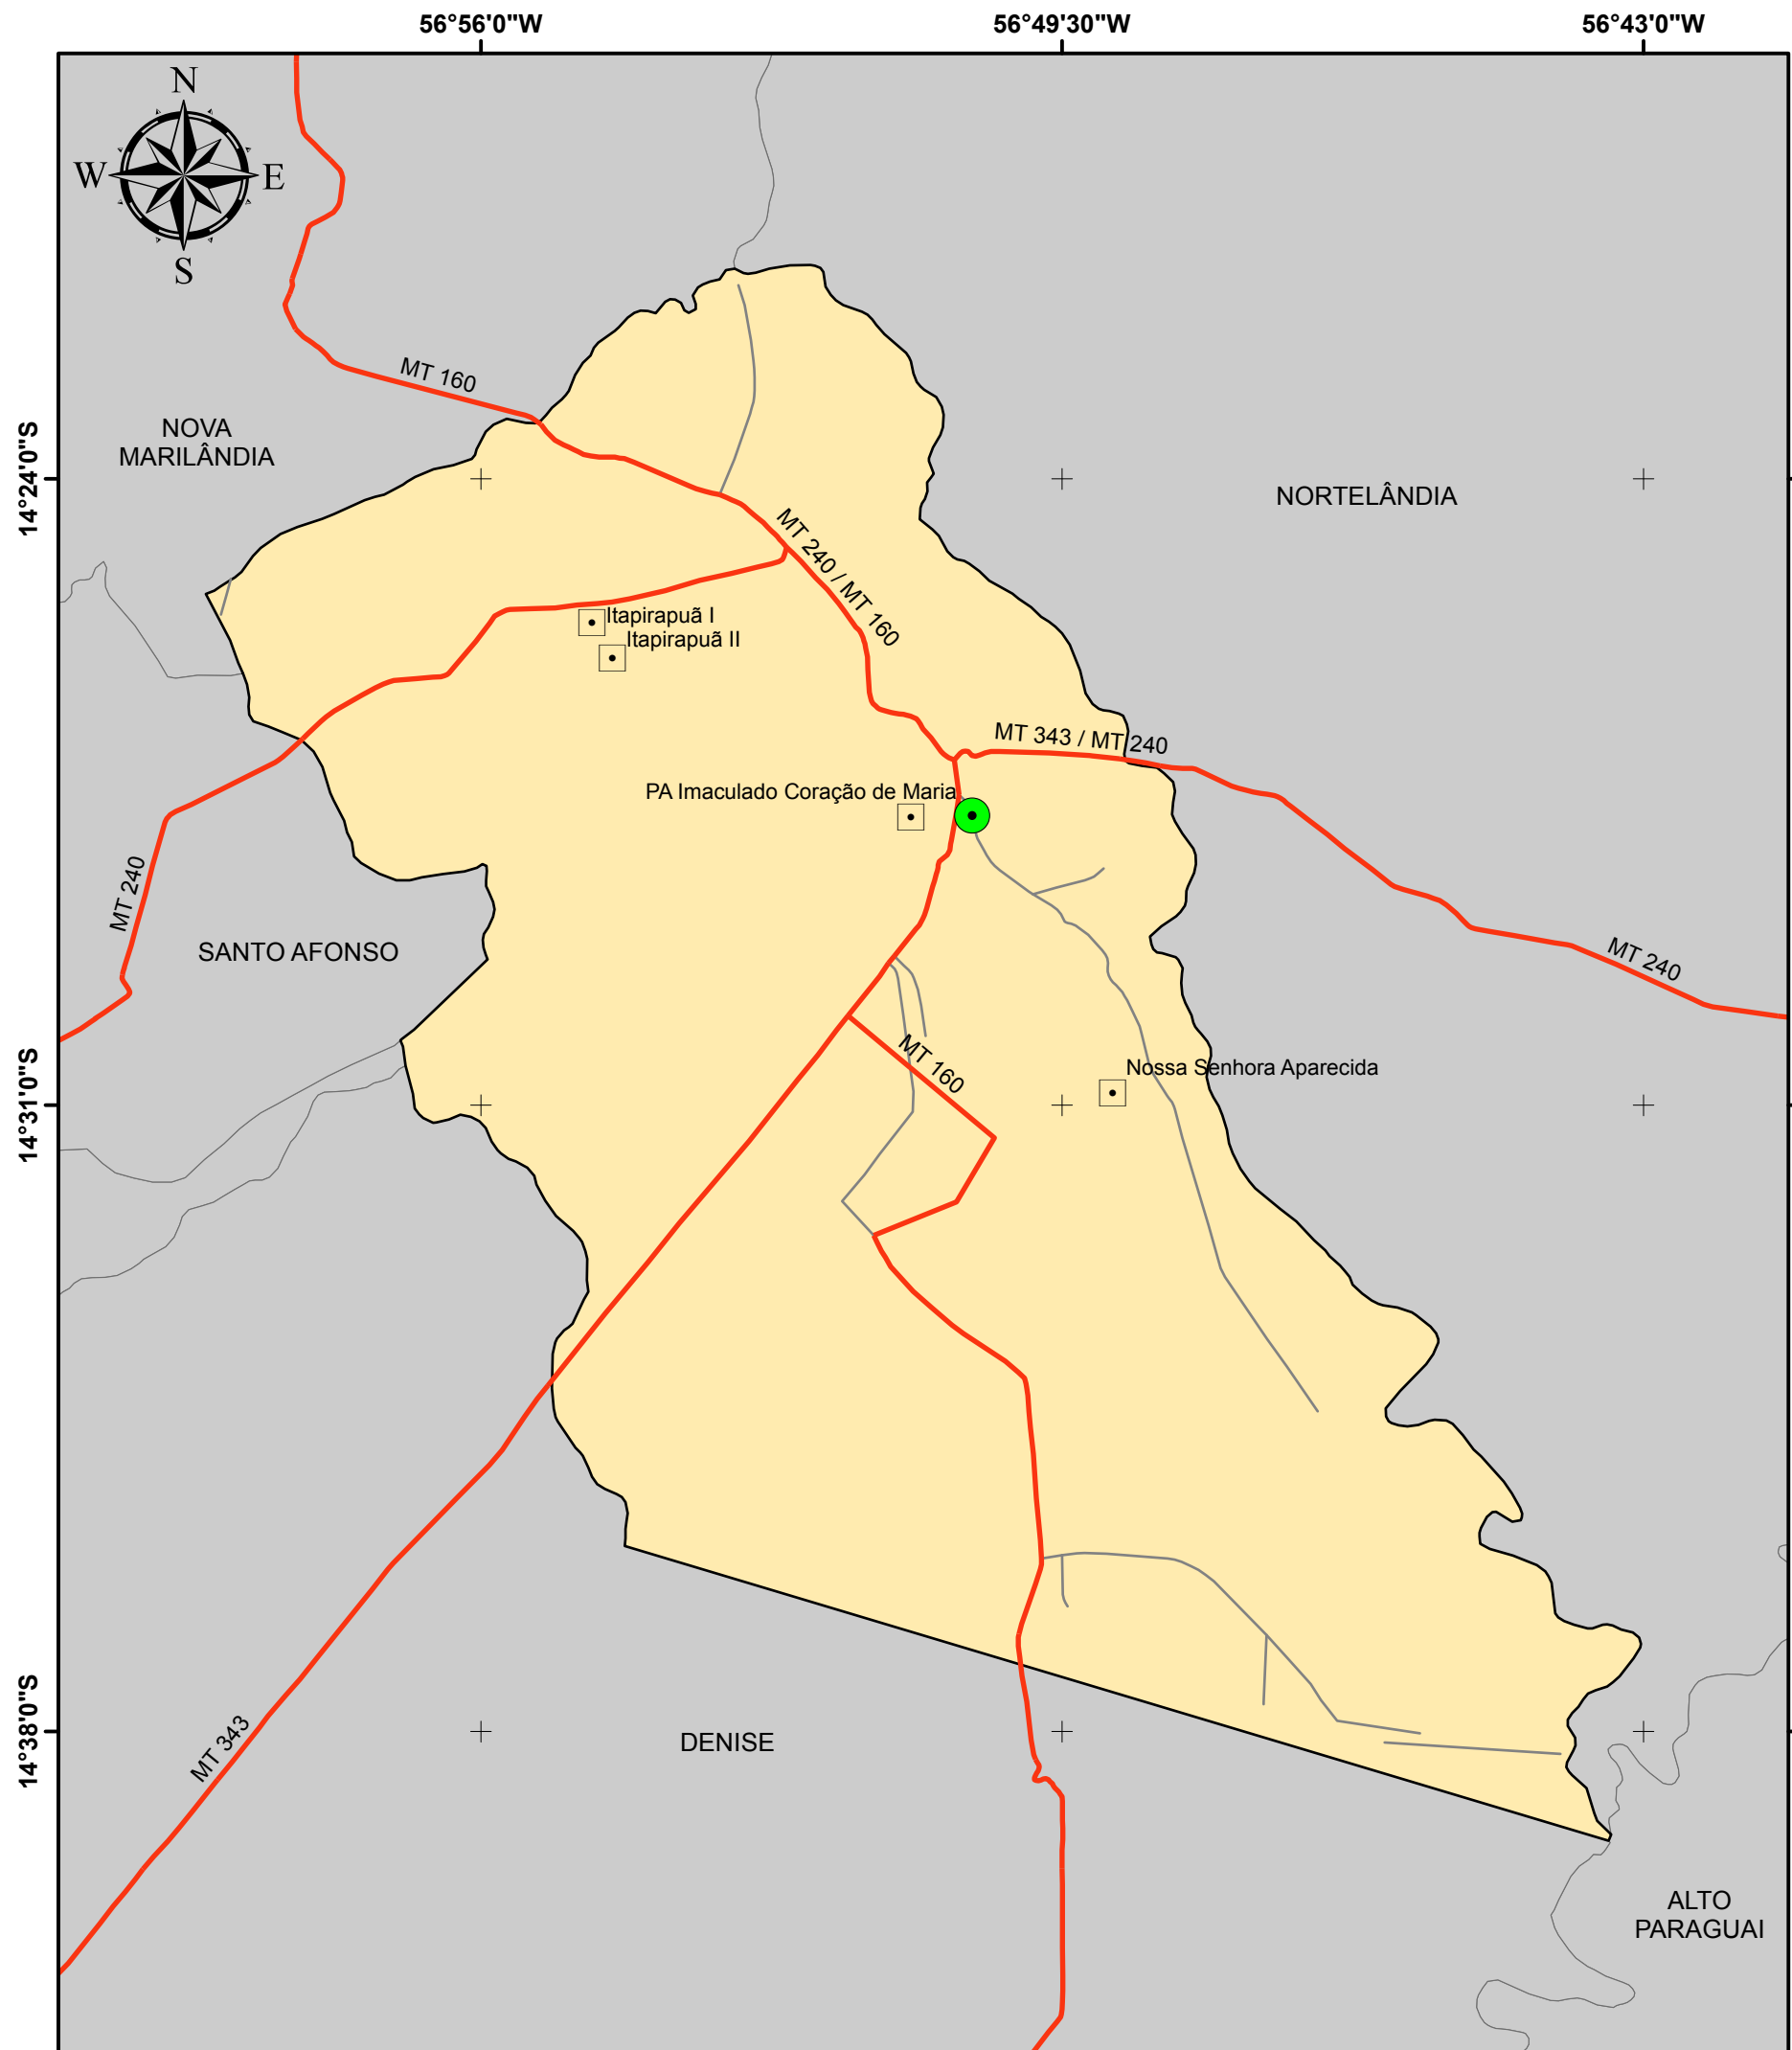 56°56'0"W
56°49'30"W
56°43'0"W
N
W
E
S
MT 160
NOVA
MARILÂNDIA
14°24'0"S
NORTELÂNDIA
MT 240 / MT 160
Itapirapuã I
Itapirapuã II
MT 343 / MT 240
PA Imaculado Coração de Maria
MT 240
SANTO AFONSO
MT 240
MT 160
Nossa Senhora Aparecida
14°31'0"S
14°38'0"S
MT 343
DENISE
ALTO
PARAGUAI